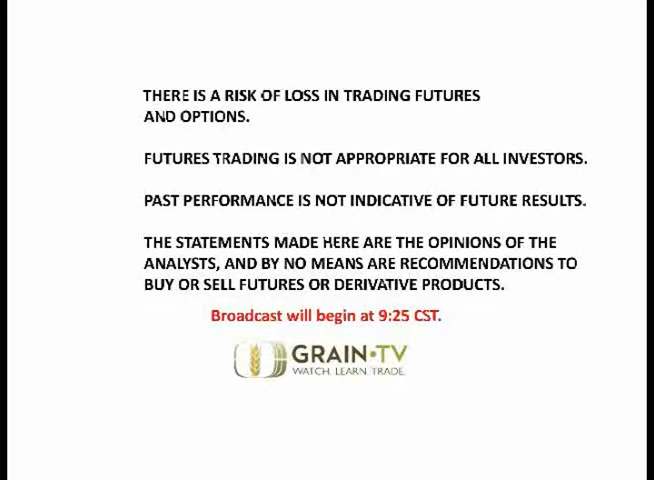 THERE IS A RISK OF LOSS IN TRADING FUTURES
AND OPTIONS.
FUTURES TRADING IS NOT APPROPRIATE FOR ALL INVESTORS.
PAST PERFORMANCE IS NOT INDICATIVE OF FUTURE RESULTS.
THE STATEMENTS MADE HERE ARE THE OPINIONS OF THE
ANALYSTS, AND BY NO MEANS ARE RECOMMENDATIONS TO
BUY OR SELL FUTURES OR DERIVATIVE PRODUCTS.
Broadcast will begin at 9:25 CST.
GRAIN•TV
WATCH. LEARN. TRADE.